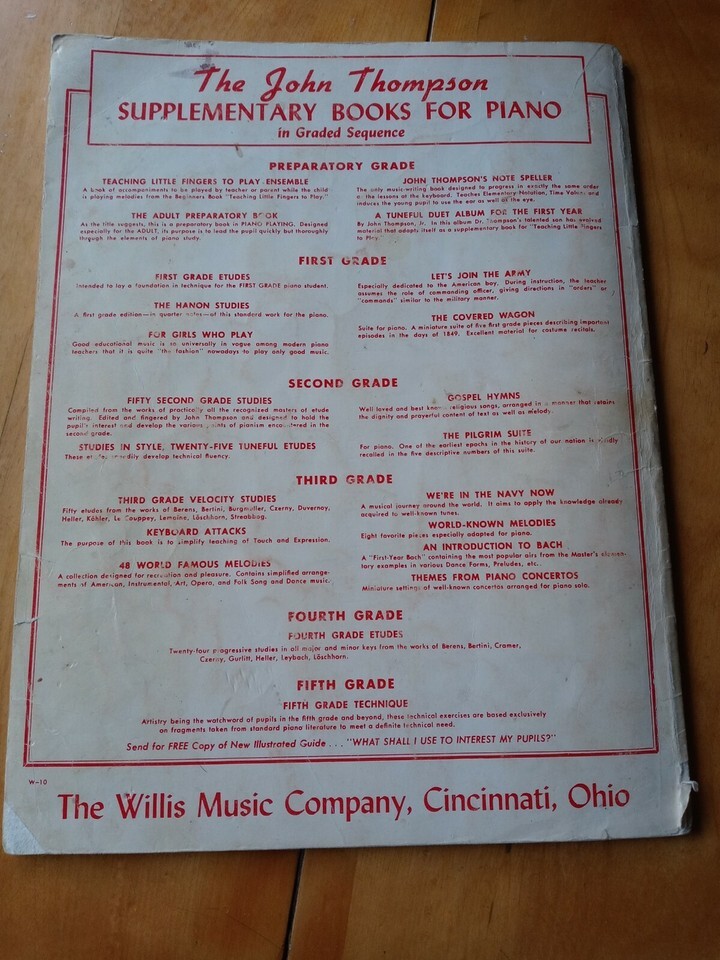 The John Thompson
SUPPLEMENTARY BOOKS FOR PIANO
in Graded Sequence
PREPARATORY GRADE
TEACHING LITTLE FINGERS TO PLAY ENSEMBLE
A book of accompaniments to be played by teacher or parent while the child
is playing melodies from the Beginners Book "Teaching Little Fingers to Play."
THE ADULT PREPARATORY BOOK
As the title suggests, this is a preparatory book in PIANO PLAYING. Designed
especially for the ADULT, its purpose is to lead the pupil quickly but thoroughly
through the elements of piano study.
JOHN THOMPSON'S NOTE SPELLER
The only music-writing book designed to progress in exactly the same order
as the lessons at the keyboard. Teaches Elementary Notation, Time Values, and
induces the young pupil to use the ear as well as the eye.
A TUNEFUL DUET ALBUM FOR THE FIRST YEAR
By John Thompson, Jr. In this album Dr. Thompson's talented son has evolved
material that adapts itself as a supplementary book for "Teaching Little Fingers
to Play."
FIRST GRADE
FIRST GRADE ETUDES
Intended to lay a foundation in technique for the FIRST GRADE piano student.
THE HANON STUDIES
A first grade edition—in quarter notes—of this standard work for the piano.
FOR GIRLS WHO PLAY
Good educational music is so universally in vogue among modern piano
teachers that it is quite "the fashion" nowadays to play only good music.
LET'S JOIN THE ARMY
Especially dedicated to the American boy. During instruction, the teacher
assumes the role of commanding officer, giving directions in "orders" or
"commands" similar to the military manner.
THE COVERED WAGON
Suite for piano. A miniature suite of five first grade pieces describing important
episodes in the days of 1849. Excellent material for costume recitals.
SECOND GRADE
FIFTY SECOND GRADE STUDIES
Compiled from the works of practically all the recognized masters of etude
writing. Edited and fingered by John Thompson and designed to hold the
pupil's interest and develop the various points of pianism encountered in the
second grade.
STUDIES IN STYLE, TWENTY-FIVE TUNEFUL ETUDES
These etudes readily develop technical fluency.
GOSPEL HYMNS
Well loved and best known religious songs, arranged in a manner that retains
the dignity and prayerful content of text as well as melody.
THE PILGRIM SUITE
For piano. One of the earliest epochs in the history of our nation is vividly
recalled in the five descriptive numbers of this suite.
THIRD GRADE
THIRD GRADE VELOCITY STUDIES
Fifty etudes from the works of Berens, Bertini, Burgmuller, Czerny, Duvernoy,
Heller, Köhler, Le Couppey, Lemoine, Löschhorn, Streabbog.
KEYBOARD ATTACKS
The purpose of this book is to simplify teaching of Touch and Expression.
48 WORLD FAMOUS MELODIES
A collection designed for recreation and pleasure. Contains simplified arrange-
ments of American, Instrumental, Art, Opera, and Folk Song and Dance music.
WE'RE IN THE NAVY NOW
A musical journey around the world. It aims to apply the knowledge already
acquired to well-known tunes.
WORLD-KNOWN MELODIES
Eight favorite pieces especially adapted for piano.
AN INTRODUCTION TO BACH
A "First-Year Bach" containing the most popular airs from the Master's elemen-
tary examples in various Dance Forms, Preludes, etc.
THEMES FROM PIANO CONCERTOS
Miniature settings of well-known concertos arranged for piano solo.
FOURTH GRADE
FOURTH GRADE ETUDES
Twenty-four progressive studies in all major and minor keys from the works of Berens, Bertini, Cramer,
Czerny, Gurlitt, Heller, Leybach, Löschhorn.
FIFTH GRADE
FIFTH GRADE TECHNIQUE
Artistry being the watchword of pupils in the fifth grade and beyond, these technical exercises are based exclusively
on fragments taken from standard piano literature to meet a definite technical need.
Send for FREE Copy of New Illustrated Guide . . . "WHAT SHALL I USE TO INTEREST MY PUPILS?"
W-10
The Willis Music Company, Cincinnati, Ohio